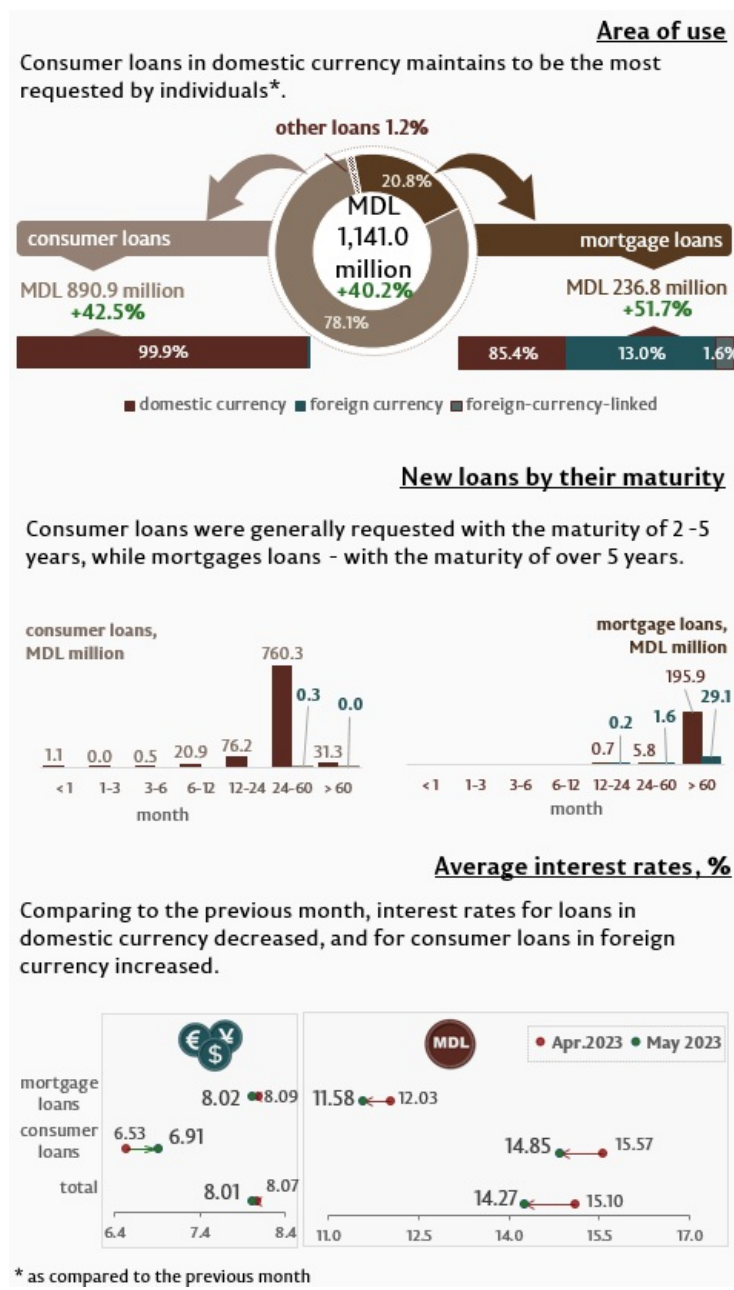 Area of use
Consumer loans in domestic currency maintains to be the most
requested by individuals*.
other loans 1.2%
20.8%
MDL
1,141.0
million
+40.2%
78.1%
consumer loans
MDL 890.9 million
+42.5%
99.9%
mortgage loans
MDL 236.8 million
+51.7%
85.4% 13.0% 1.6%
domestic currency foreign currency foreign-currency-linked
New loans by their maturity
Consumer loans were generally requested with the maturity of 2 -5
years, while mortgages loans - with the maturity of over 5 years.
consumer loans,
MDL million
760.3
0.3
0.0
1.1 0.0 0.5 20.9 76.2 31.3
<1 1-3 3-6 6-12 12-24 24-60 >60
month
mortgage loans,
MDL million
195.9
29.1
0.2 1.6
0.7 5.8
<1 1-3 3-6 6-12 12-24 24-60 >60
month
Average interest rates, %
Comparing to the previous month, interest rates for loans in
domestic currency decreased, and for consumer loans in foreign
currency increased.
€ ¥ $
MDL
Apr.2023 May 2023
mortgage
loans
8.02 8.09 11.58 12.03
consumer
loans
6.53 6.91 14.85 15.57
total
8.01 8.07 14.27 15.10
6.4 7.4 8.4 11.0 12.5 14.0 15.5 17.0
* as compared to the previous month